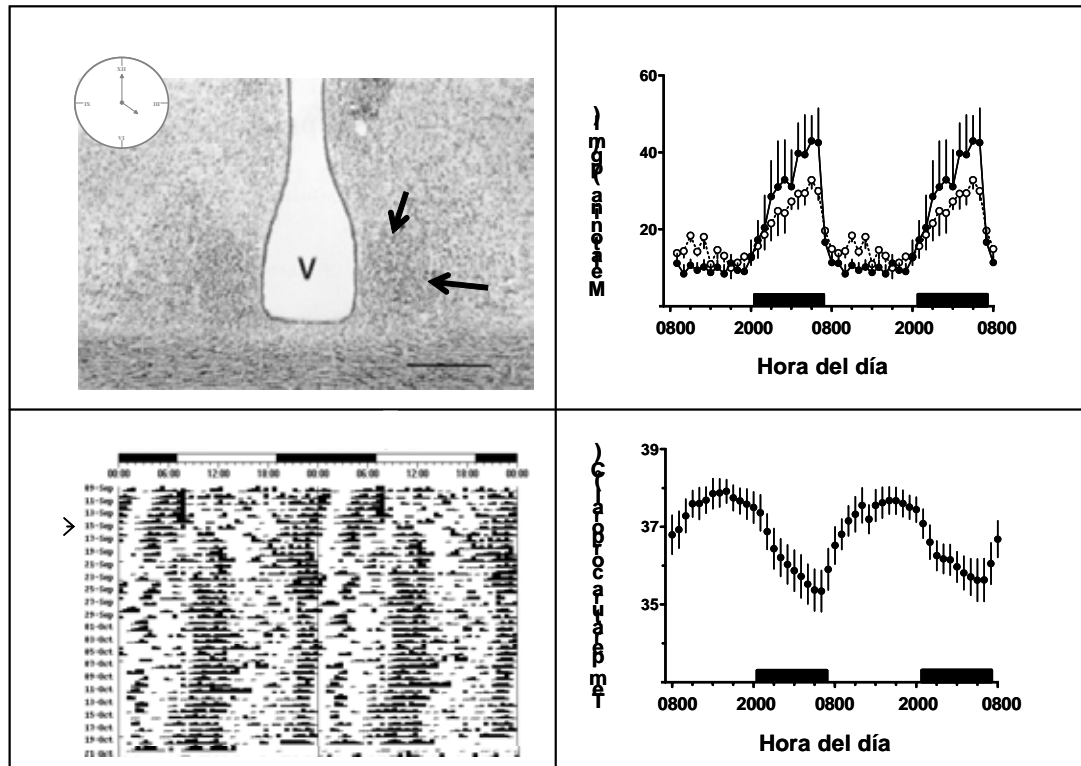 XII
IX III
VI
V
60
40
20
0800 2000 0800 2000 0800
Hora del día
00:00 06:00 12:00 18:00 00:00 06:00 12:00 18:00 00:00
09-Sep
11-Sep
13-Sep
15-Sep
17-Sep
19-Sep
21-Sep
23-Sep
25-Sep
27-Sep
29-Sep
01-Oct
03-Oct
05-Oct
07-Oct
09-Oct
11-Oct
13-Oct
15-Oct
17-Oct
19-Oct
21-Oct
39
37
35
0800 2000 0800 2000 0800
Hora del día